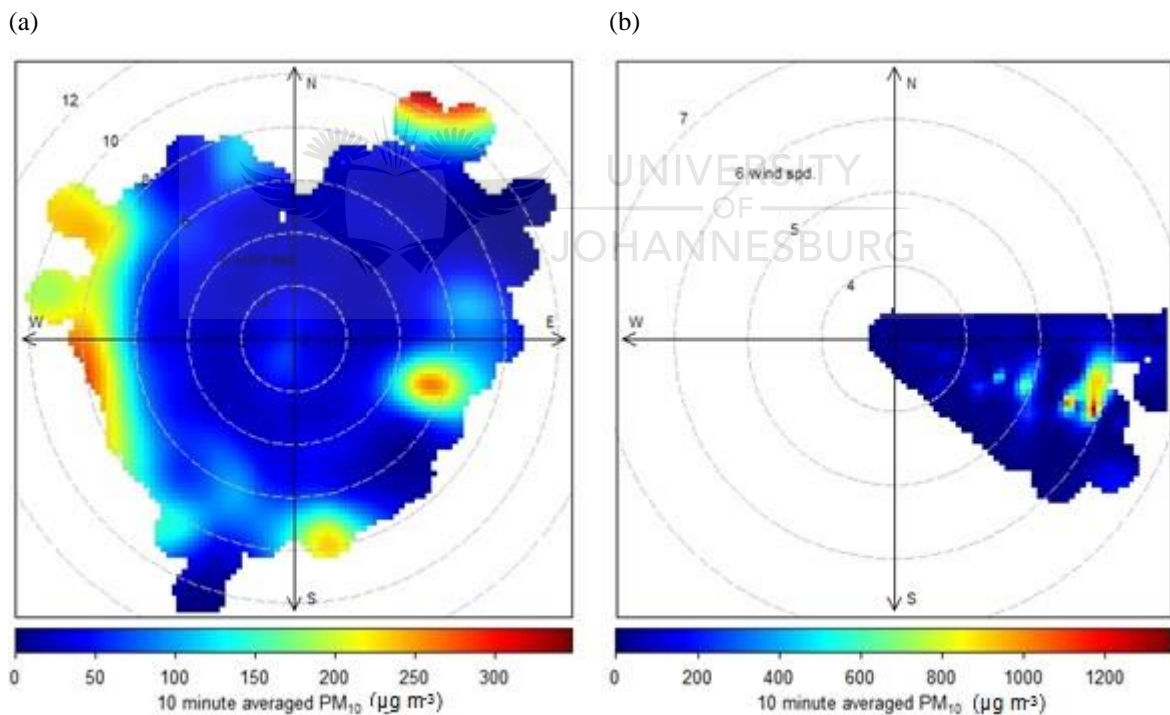 (a)
(b)
N
12
10
8
6
W
E
S
0 50 100 150 200 250 300
10 minute averaged PM₁₀ (µg m⁻³)
N
7
6 wind spd.
5
4
W
S
UNIVERSITY
OF
JOHANNESBURG
0 200 400 600 800 1000 1200
10 minute averaged PM₁₀ (µg m⁻³)